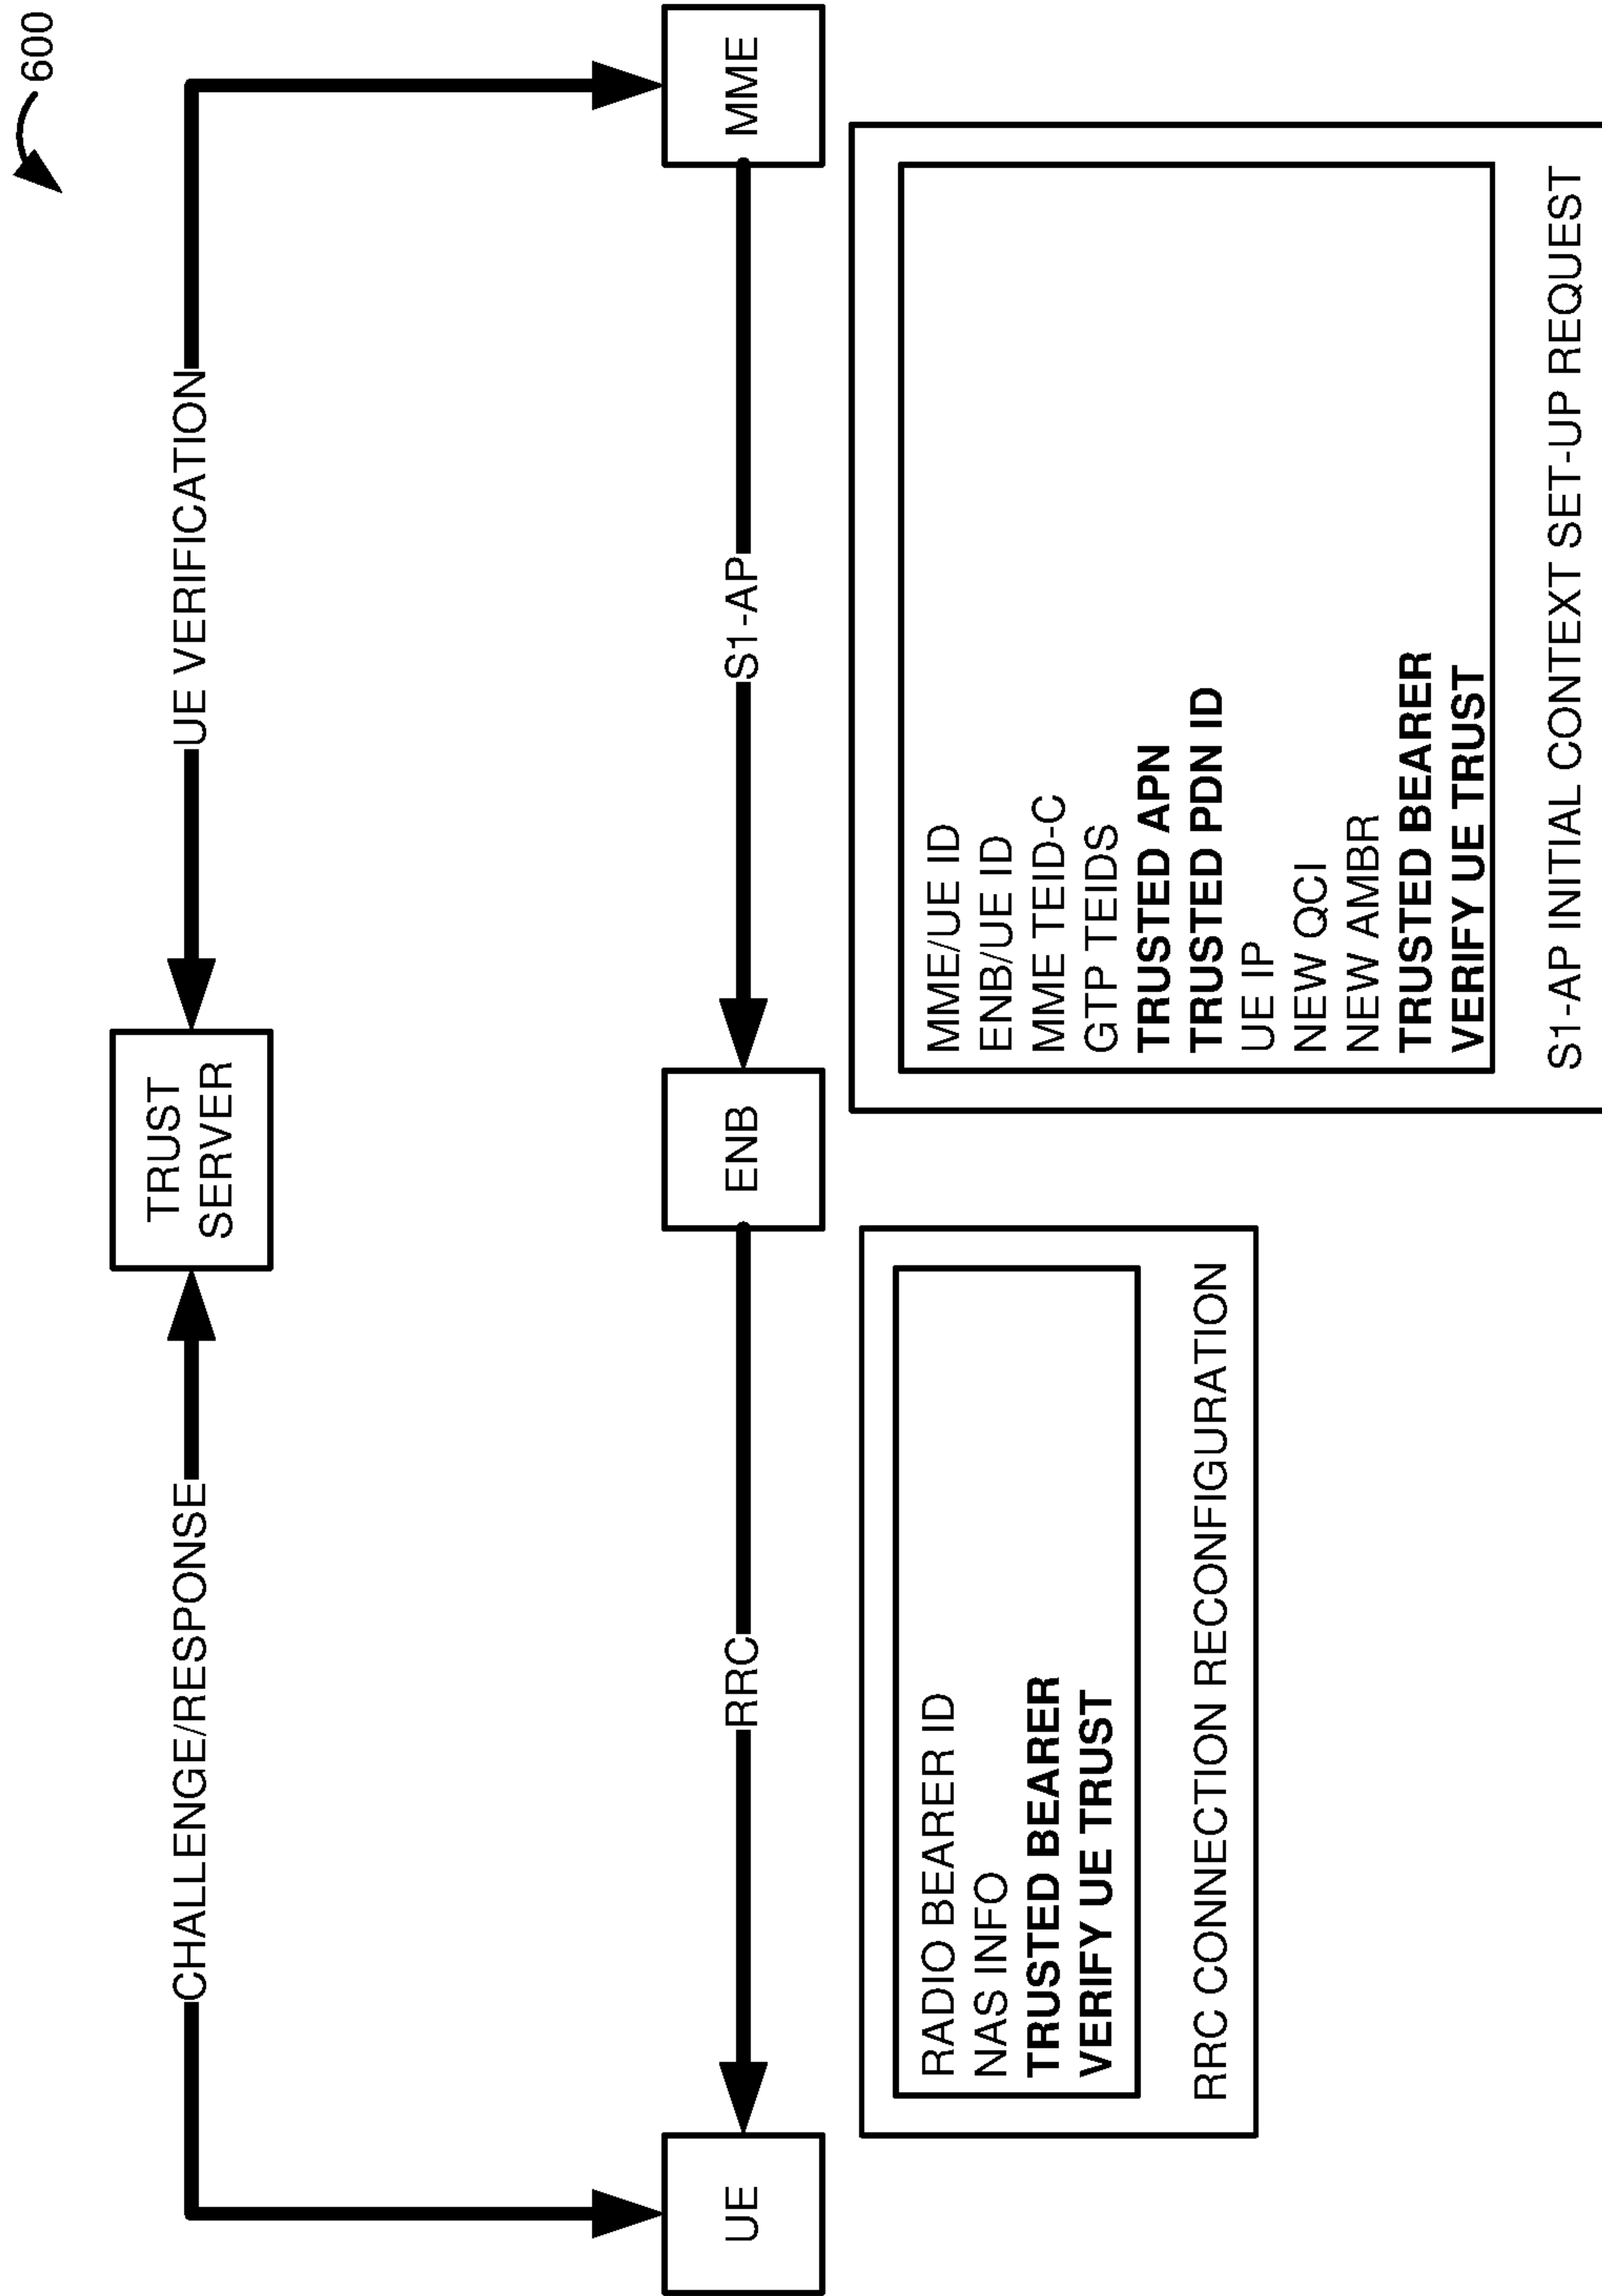 600
TRUST
SERVER
CHALLENGE/RESPONSE
UE VERIFICATION
UE
RRC
ENB
S1-AP
MME
RADIO BEARER ID
NAS INFO
TRUSTED BEARER
VERIFY UE TRUST
RRC CONNECTION RECONFIGURATION
MME/UE ID
ENB/UE ID
MME TEID-C
GTP TEIDS
TRUSTED APN
TRUSTED PDN ID
UE IP
NEW QCI
NEW AMBR
TRUSTED BEARER
VERIFY UE TRUST
S1-AP INITIAL CONTEXT SET-UP REQUEST